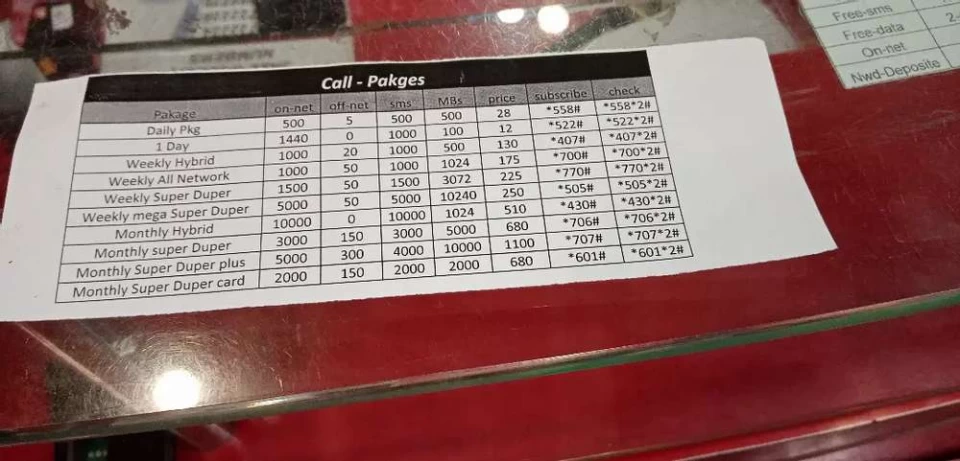 Call - Pakges
Pakage on-net off-net sms MBs price subscribe check
Daily Pkg 500 5 500 500 28 *558# *558*2#
1 Day 1440 0 1000 100 12 *522# *522*2#
Weekly Hybrid 1000 20 1000 500 130 *407# *407*2#
Weekly All Network 1000 50 1000 1024 175 *700# *700*2#
Weekly Super Duper 1500 50 1500 3072 225 *770# *770*2#
Weekly mega Super Duper 5000 50 5000 10240 250 *505# *505*2#
Monthly Hybrid 10000 0 10000 1024 510 *430# *430*2#
Monthly super Duper 3000 150 3000 5000 680 *706# *706*2#
Monthly Super Duper plus 5000 300 4000 10000 1100 *707# *707*2#
Monthly Super Duper card 2000 150 2000 2000 680 *601# *601*2#
Free-sms
Free-data
On-net
Nwd-Deposite